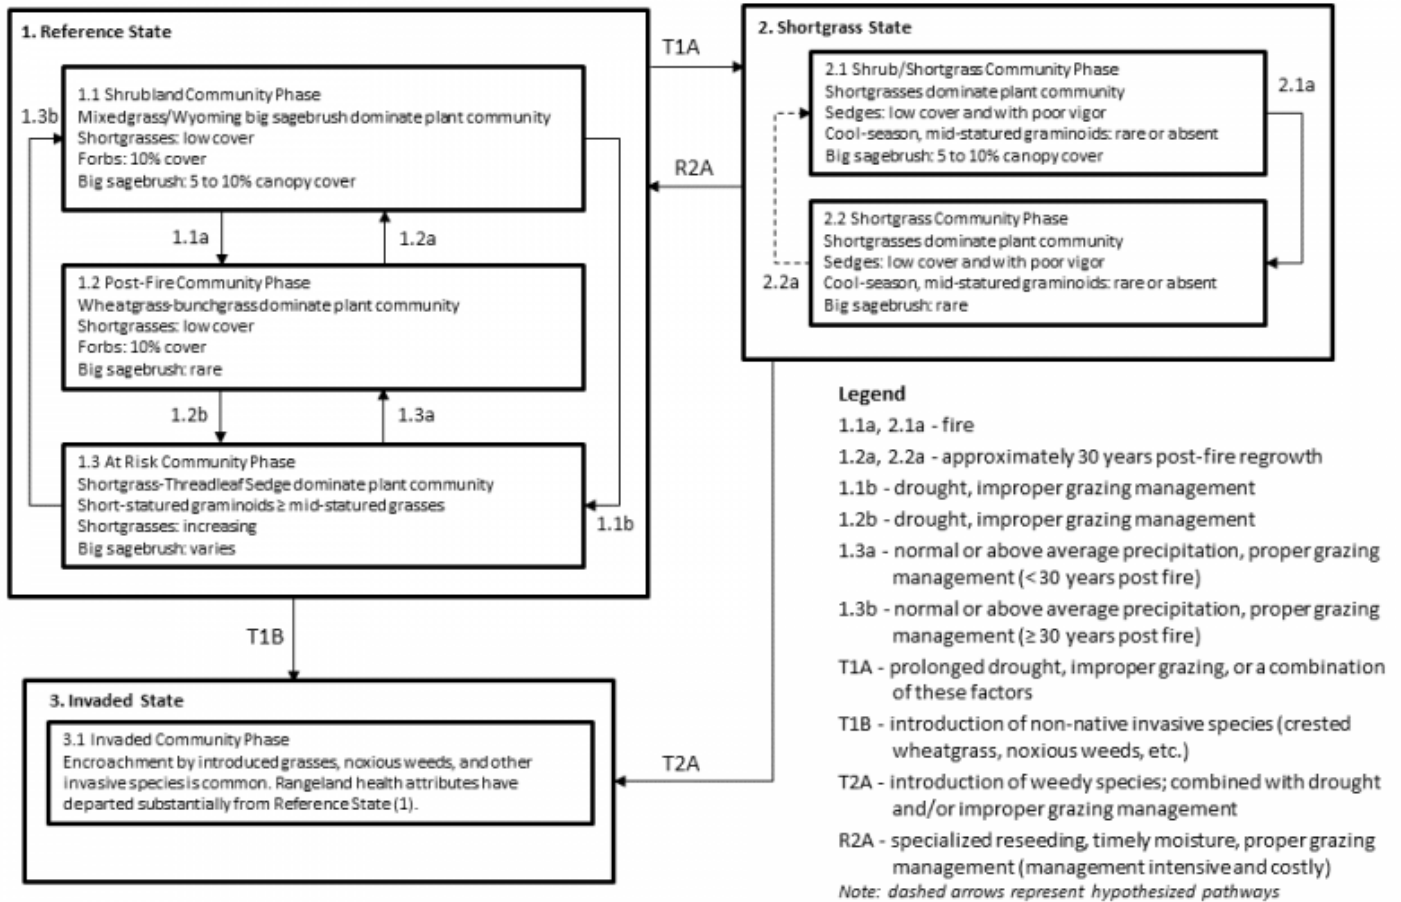 1. Reference State
1.1 Shrubland Community Phase
Mixedgrass/Wyoming big sagebrush dominate plant community
Shortgrasses: low cover
Forbs: 10% cover
Big sagebrush: 5 to 10% canopy cover
1.3b
1.1a
1.2a
1.2 Post-Fire Community Phase
Wheatgrass-bunchgrass dominate plant community
Shortgrasses: low cover
Forbs: 10% cover
Big sagebrush: rare
1.2b
1.3a
1.3 At Risk Community Phase
Shortgrass-Threadleaf Sedge dominate plant community
Short-statured graminoids ≥ mid-statured grasses
Shortgrasses: increasing
Big sagebrush: varies
1.1b
T1A
R2A
2. Shortgrass State
2.1 Shrub/Shortgrass Community Phase
Shortgrasses dominate plant community
Sedges: low cover and with poor vigor
Cool-season, mid-statured graminoids: rare or absent
Big sagebrush: 5 to 10% canopy cover
2.1a
2.2 Shortgrass Community Phase
Shortgrasses dominate plant community
Sedges: low cover and with poor vigor
Cool-season, mid-statured graminoids: rare or absent
Big sagebrush: rare
2.2a
T1B
3. Invaded State
3.1 Invaded Community Phase
Encroachment by introduced grasses, noxious weeds, and other
invasive species is common. Rangeland health attributes have
departed substantially from Reference State (1).
T2A
Legend
1.1a, 2.1a - fire
1.2a, 2.2a - approximately 30 years post-fire regrowth
1.1b - drought, improper grazing management
1.2b - drought, improper grazing management
1.3a - normal or above average precipitation, proper grazing
management (< 30 years post fire)
1.3b - normal or above average precipitation, proper grazing
management (≥ 30 years post fire)
T1A - prolonged drought, improper grazing, or a combination
of these factors
T1B - introduction of non-native invasive species (crested
wheatgrass, noxious weeds, etc.)
T2A - introduction of weedy species; combined with drought
and/or improper grazing management
R2A - specialized reseeding, timely moisture, proper grazing
management (management intensive and costly)
Note: dashed arrows represent hypothesized pathways